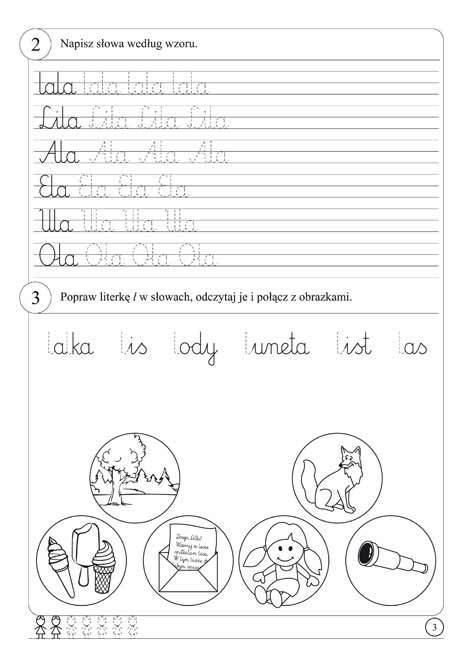 2 Napisz słowa według wzoru.
lala lala lala lala
Lila Lila Lila Lila
Ala Ala Ala Ala
Ela Ela Ela Ela
Ula Ula Ula Ula
Ola Ola Ola Ola
3 Popraw literkę l w słowach, odczytaj je i połącz z obrazkami.
lalka lis lody luneta list las
3